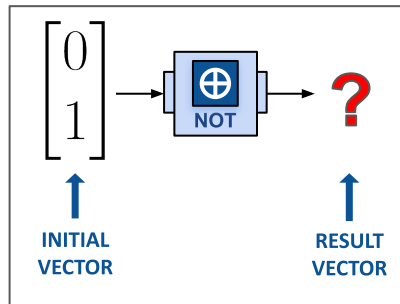 0
1
NOT
?
INITIAL
VECTOR
RESULT
VECTOR